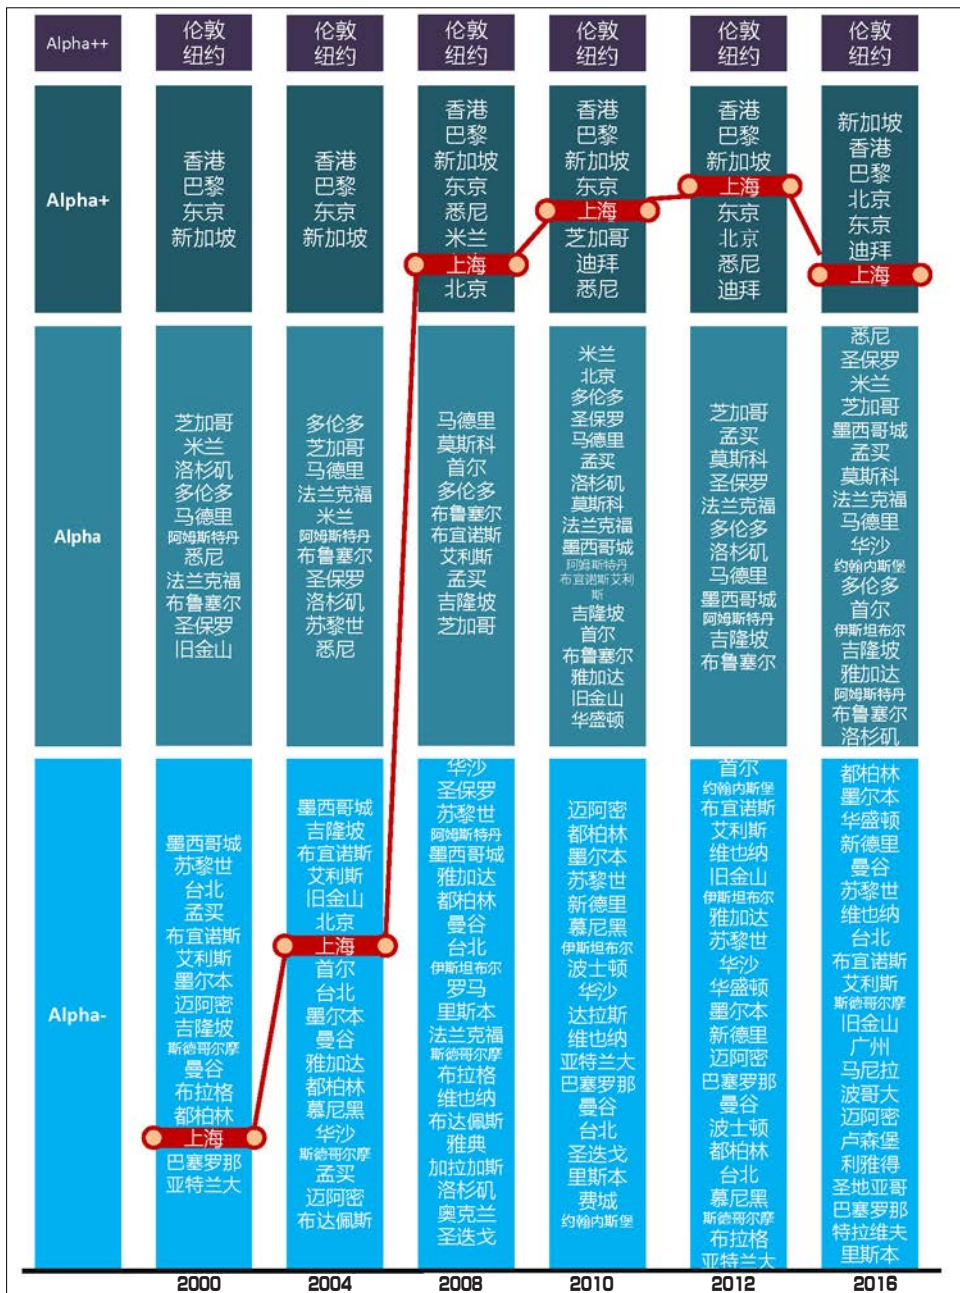 Alpha++
伦敦
纽约
伦敦
纽约
伦敦
纽约
伦敦
纽约
伦敦
纽约
伦敦
纽约
Alpha+
香港
巴黎
东京
新加坡
香港
巴黎
东京
新加坡
香港
巴黎
新加坡
东京
悉尼
米兰
上海
北京
香港
巴黎
新加坡
东京
上海
芝加哥
迪拜
悉尼
香港
巴黎
新加坡
上海
东京
北京
悉尼
迪拜
新加坡
香港
巴黎
北京
东京
迪拜
上海
Alpha
芝加哥
米兰
洛杉矶
多伦多
马德里
阿姆斯特丹
悉尼
法兰克福
布鲁塞尔
圣保罗
旧金山
多伦多
芝加哥
马德里
法兰克福
米兰
阿姆斯特丹
布鲁塞尔
圣保罗
洛杉矶
苏黎世
悉尼
马德里
莫斯科
首尔
多伦多
布鲁塞尔
布宜诺斯
艾利斯
孟买
吉隆坡
芝加哥
米兰
北京
多伦多
圣保罗
马德里
孟买
洛杉矶
莫斯科
法兰克福
墨西哥城
阿姆斯特丹
布宜诺斯艾利
斯
吉隆坡
首尔
布鲁塞尔
雅加达
旧金山
华盛顿
芝加哥
孟买
莫斯科
圣保罗
法兰克福
多伦多
洛杉矶
马德里
墨西哥城
阿姆斯特丹
吉隆坡
布鲁塞尔
悉尼
圣保罗
米兰
芝加哥
墨西哥城
孟买
莫斯科
法兰克福
马德里
华沙
约翰内斯堡
多伦多
首尔
伊斯坦布尔
吉隆坡
雅加达
阿姆斯特丹
布鲁塞尔
洛杉矶
Alpha-
墨西哥城
苏黎世
台北
孟买
布宜诺斯
艾利斯
墨尔本
迈阿密
吉隆坡
斯德哥尔摩
曼谷
布拉格
都柏林
上海
巴塞罗那
亚特兰大
墨西哥城
吉隆坡
布宜诺斯
艾利斯
旧金山
北京
上海
首尔
台北
墨尔本
曼谷
雅加达
都柏林
慕尼黑
华沙
斯德哥尔摩
孟买
迈阿密
布达佩斯
华沙
圣保罗
苏黎世
阿姆斯特丹
墨西哥城
雅加达
都柏林
曼谷
台北
伊斯坦布尔
罗马
里斯本
法兰克福
斯德哥尔摩
布拉格
维也纳
布达佩斯
雅典
加拉加斯
洛杉矶
奥克兰
圣迭戈
迈阿密
都柏林
墨尔本
苏黎世
新德里
慕尼黑
伊斯坦布尔
波士顿
华沙
达拉斯
维也纳
亚特兰大
巴塞罗那
曼谷
台北
圣迭戈
里斯本
费城
约翰内斯堡
首尔
约翰内斯堡
布宜诺斯
艾利斯
维也纳
旧金山
伊斯坦布尔
雅加达
苏黎世
华沙
华盛顿
墨尔本
新德里
迈阿密
巴塞罗那
曼谷
波士顿
都柏林
台北
慕尼黑
斯德哥尔摩
布拉格
亚特兰大
都柏林
墨尔本
华盛顿
新德里
曼谷
苏黎世
维也纳
台北
布宜诺斯
艾利斯
斯德哥尔摩
旧金山
广州
马尼拉
波哥大
迈阿密
卢森堡
利雅得
圣地亚哥
巴塞罗那
特拉维夫
里斯本
2000
2004
2008
2010
2012
2016